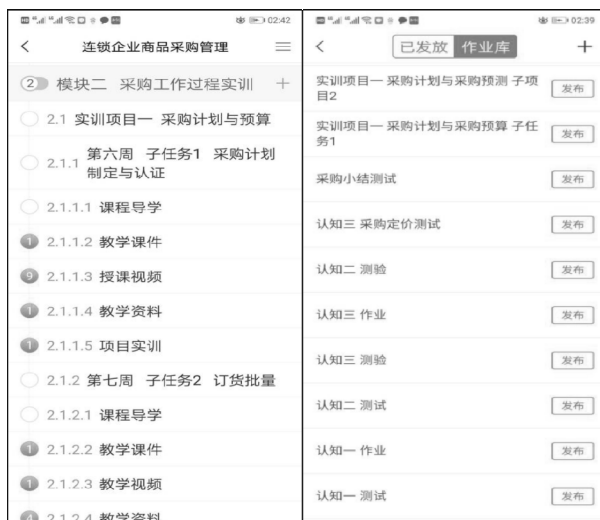 02:42
连锁企业商品采购管理
2 模块二 采购工作过程实训
2.1 实训项目一 采购计划与预算
2.1.1 第六周 子任务1 采购计划
制定与认证
2.1.1.1 课程导学
1 2.1.1.2 教学课件
9 2.1.1.3 授课视频
1 2.1.1.4 教学资料
1 2.1.1.5 项目实训
2.1.2 第七周 子任务2 订货批量
2.1.2.1 课程导学
1 2.1.2.2 教学课件
1 2.1.2.3 教学视频
4 2.1.2.4 教学资料
02:39
已发放 作业库
实训项目一 采购计划与采购预测 子项
目2
发布
实训项目一 采购计划与采购预算 子任
务1
发布
采购小结测试 发布
认知三 采购定价测试 发布
认知二 测验 发布
认知三 作业 发布
认知三 测验 发布
认知二 测试 发布
认知一 作业 发布
认知一 测试 发布